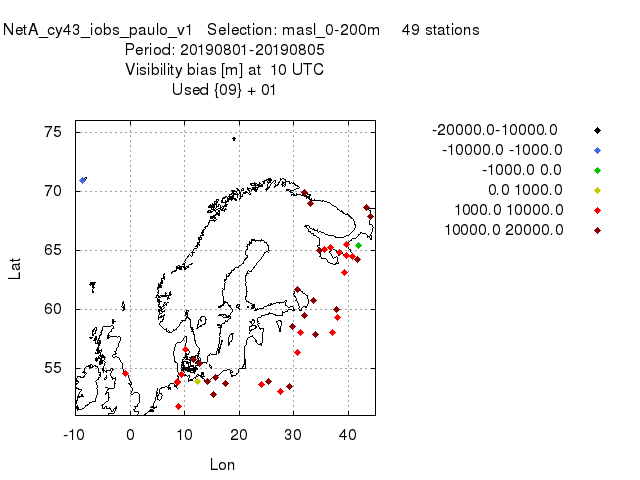 NetA_cy43_iobs_paulo_v1 Selection: masl_0-200m 49 stations
Period: 20190801-20190805
Visibility bias [m] at 10 UTC
Used {09} + 01
-20000.0-10000.0
-10000.0 -1000.0
-1000.0 0.0
0.0 1000.0
1000.0 10000.0
10000.0 20000.0
75
70
65
60
55
Lat
-10 0 10 20 30 40
Lon